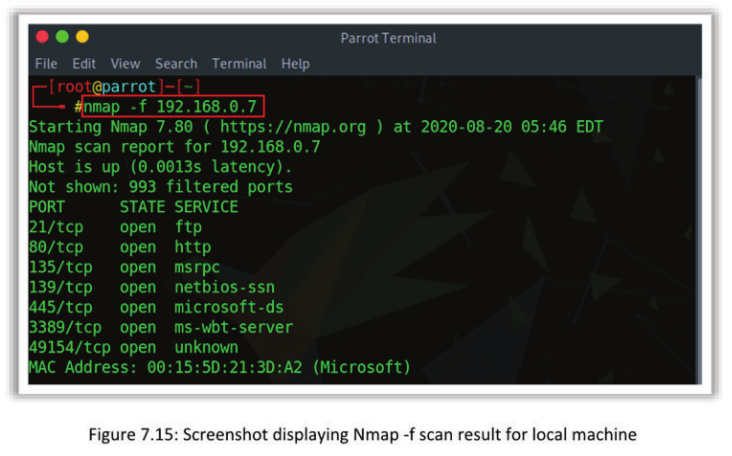 Parrot Terminal
File Edit View Search Terminal Help
[root@parrot]-[~]
#nmap -f 192.168.0.7
Starting Nmap 7.80 ( https://nmap.org ) at 2020-08-20 05:46 EDT
Nmap scan report for 192.168.0.7
Host is up (0.0013s latency).
Not shown: 993 filtered ports
PORT STATE SERVICE
21/tcp open ftp
80/tcp open http
135/tcp open msrpc
139/tcp open netbios-ssn
445/tcp open microsoft-ds
3389/tcp open ms-wbt-server
49154/tcp open unknown
MAC Address: 00:15:5D:21:3D:A2 (Microsoft)
Figure 7.15: Screenshot displaying Nmap -f scan result for local machine